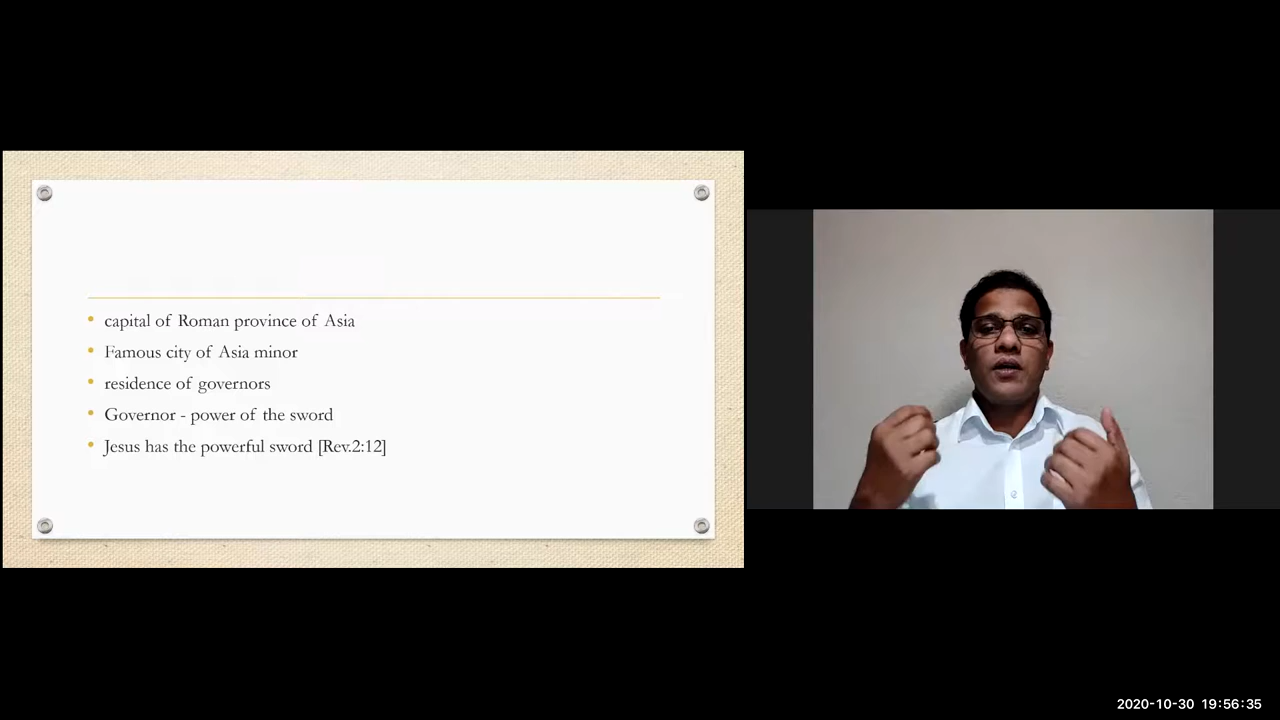 • capital of Roman province of Asia
• Famous city of Asia minor
• residence of governors
• Governor - power of the sword
• Jesus has the powerful sword [Rev.2:12]
2020-10-30 19:56:35